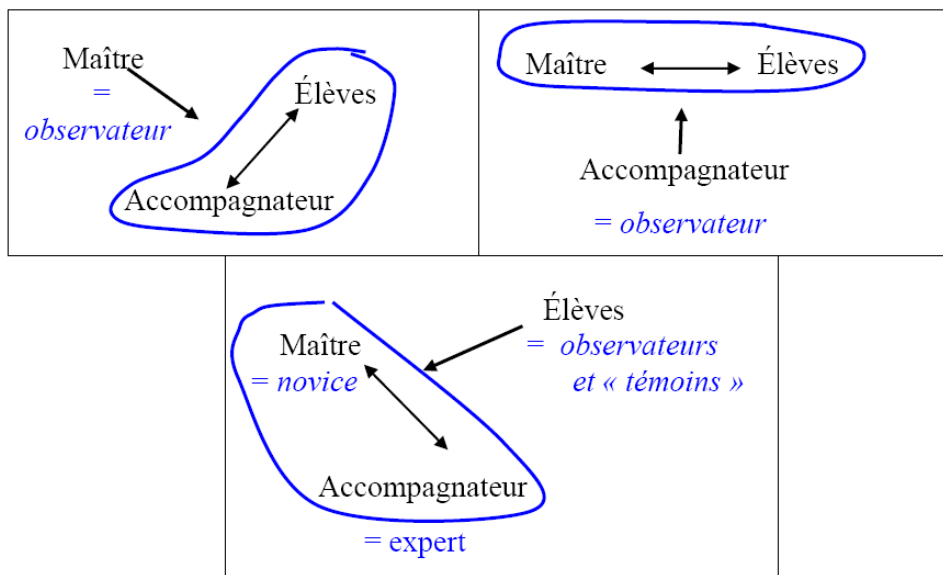 Maître
=
observateur
Élèves
Accompagnateur
Maître
Élèves
Accompagnateur
= observateur
Maître
= novice
Accompagnateur
= expert
Élèves
= observateurs
et « témoins »